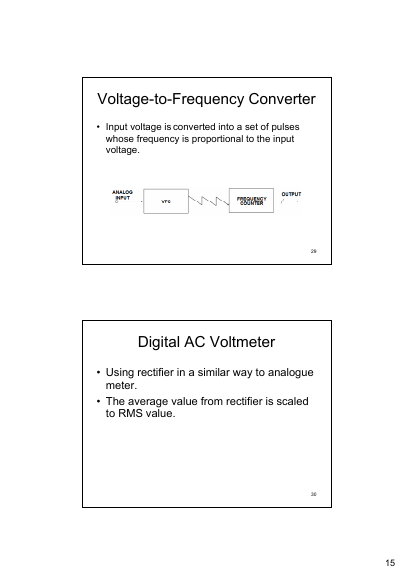 Voltage-to-Frequency Converter
• Input voltage is converted into a set of pulses
whose frequency is proportional to the input
voltage.
ANALOG
INPUT
FREQUENCY
COUNTER
OUTPUT
29
Digital AC Voltmeter
• Using rectifier in a similar way to analogue
meter.
• The average value from rectifier is scaled
to RMS value.
30
15